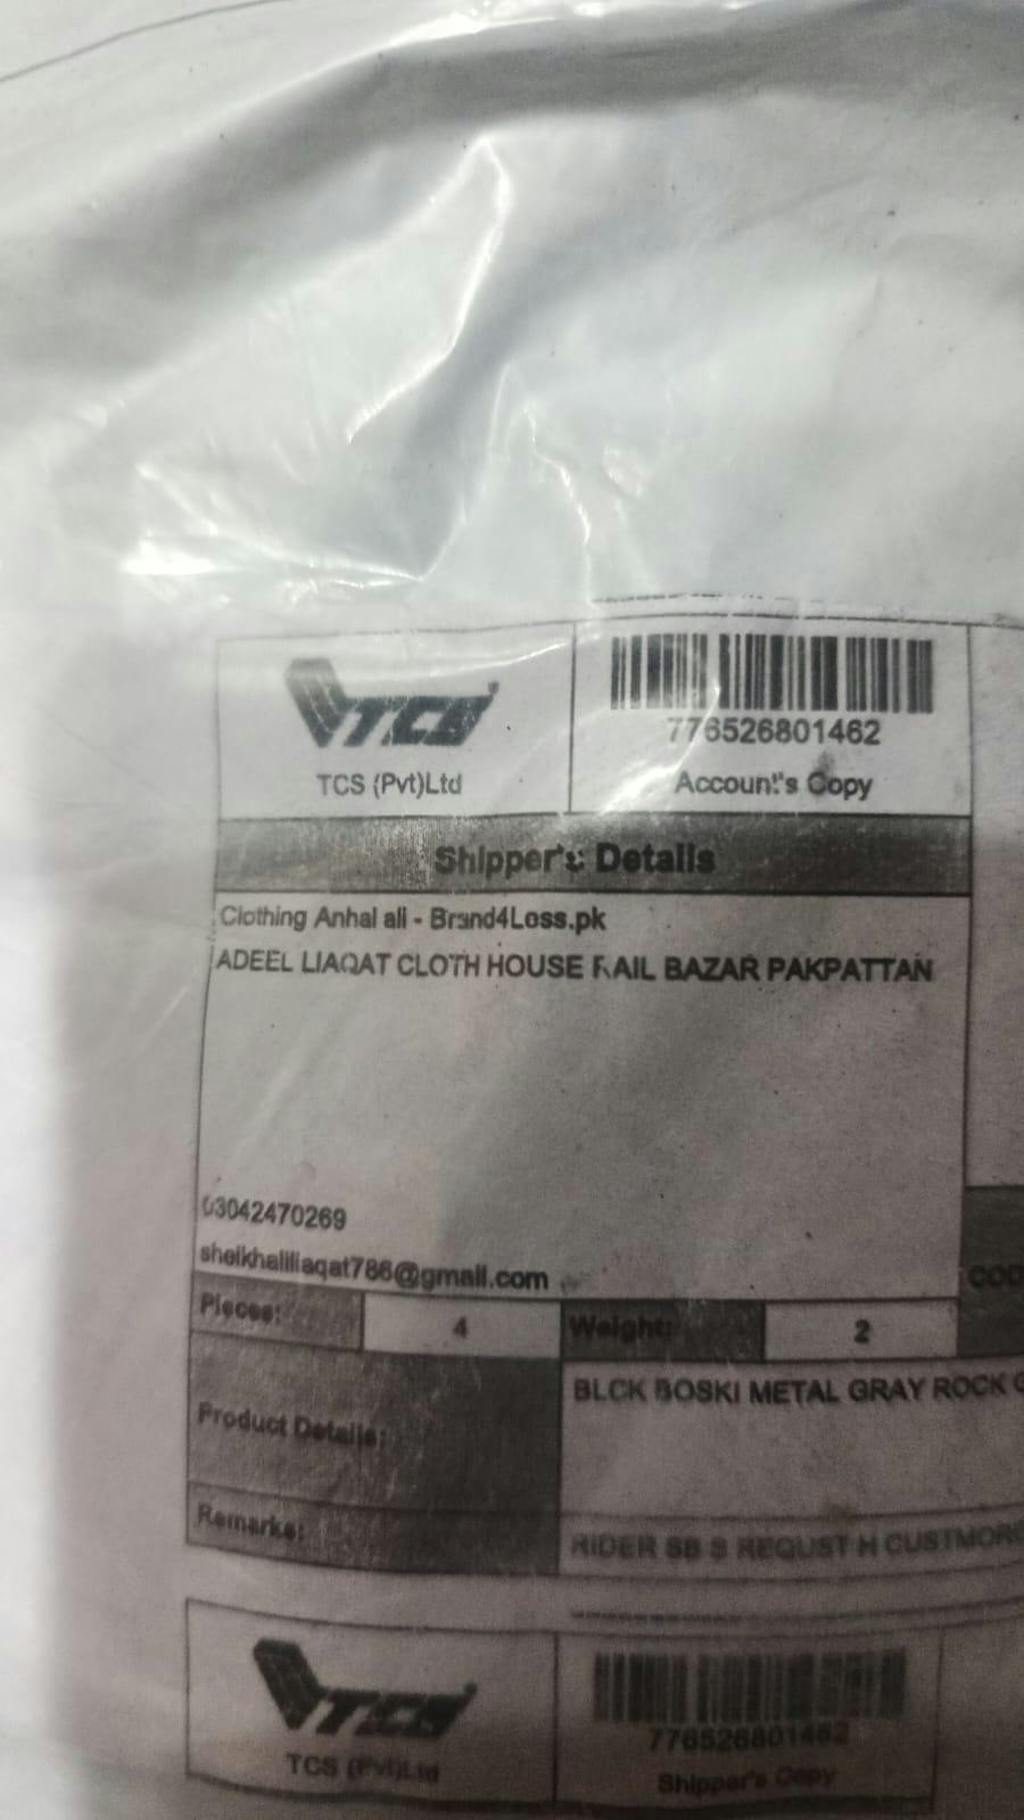 TCS
TCS (Pvt)Ltd
776526801462
Account's Copy
Shipper's Details
Clothing Anhal ali - Brand4Less.pk
ADEEL LIAQAT CLOTH HOUSE RAIL BAZAR PAKPATTAN
03042470269
sheikhaliliaqat786@gmail.com
COD
Pieces: 4 Weight: 2
Product Details: BLCK BOSKI METAL GRAY ROCK
Remarks: RIDER SB S REQUST H CUSTMOR
TCS
TCS (Pvt)Ltd
776526801462
Shipper's Copy